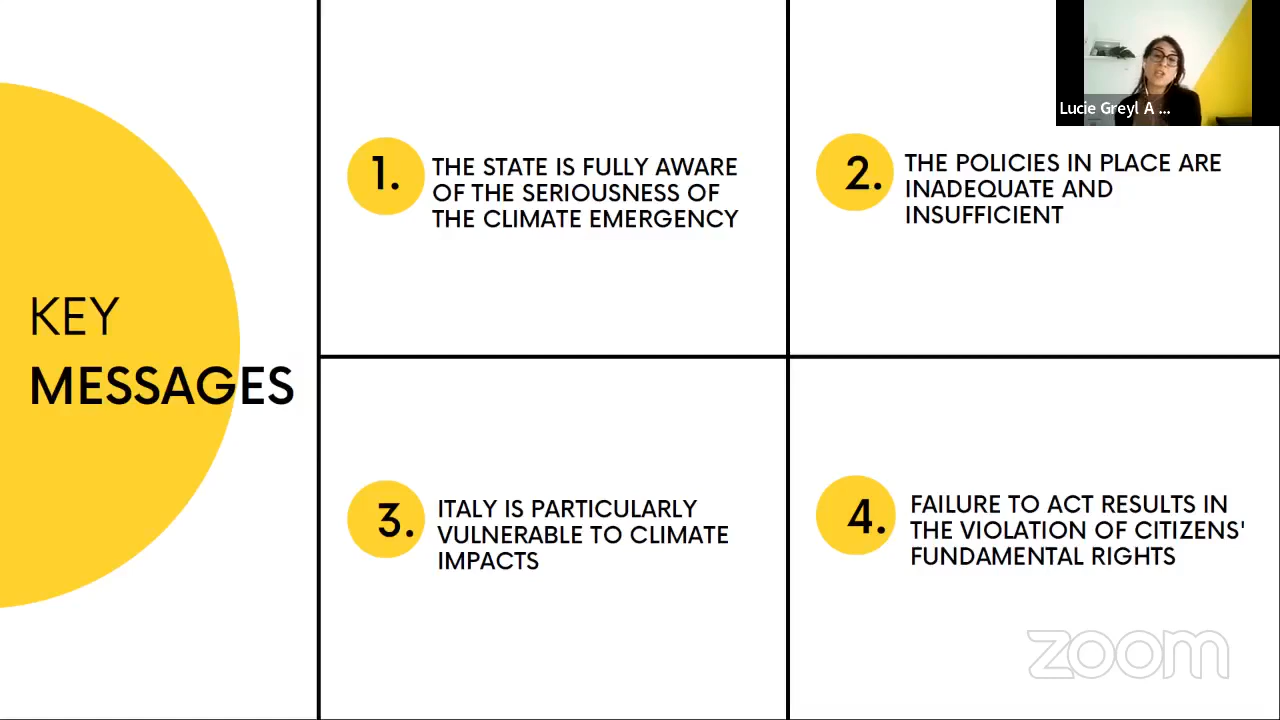 KEY
MESSAGES
1.
THE STATE IS FULLY AWARE
OF THE SERIOUSNESS OF
THE CLIMATE EMERGENCY
2.
THE POLICIES IN PLACE ARE
INADEQUATE AND
INSUFFICIENT
3.
ITALY IS PARTICULARLY
VULNERABLE TO CLIMATE
IMPACTS
4.
FAILURE TO ACT RESULTS IN
THE VIOLATION OF CITIZENS'
FUNDAMENTAL RIGHTS
Lucie Greyl A ...
zoom